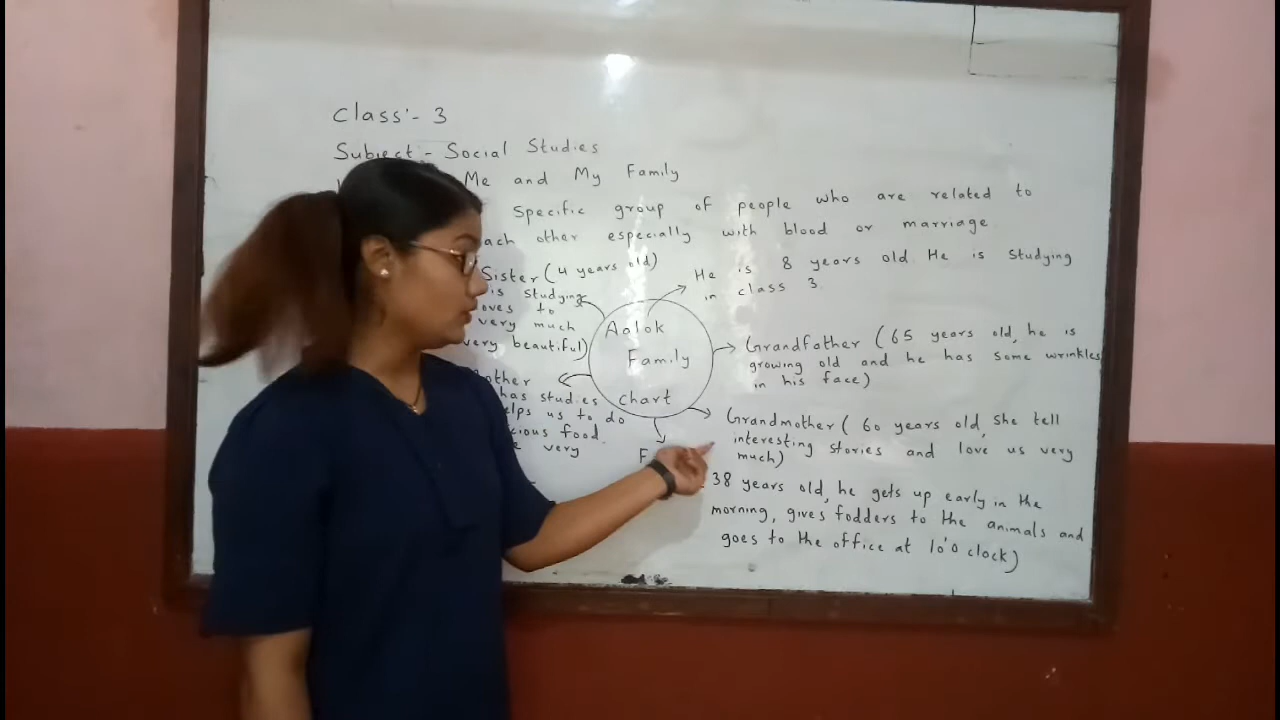 Class:- 3
Subject:- Social Studies
Me and My Family
Specific group of people who are related to
each other especially with blood or marriage.
Sister (4 years old)
is studying
loves to
very much
very beautiful)
He is 8 years old. He is studying
in class 3.
Aalok
Family
chart
Grandfather (65 years old, he is
growing old and he has some wrinkles
in his face)
Mother
has studies
helps us to do
food.
very
Grandmother (60 years old, she tell
interesting stories and love us very
much)
F
38 years old, he gets up early in the
morning, gives fodders to the animals and
goes to the office at 10'o clock)